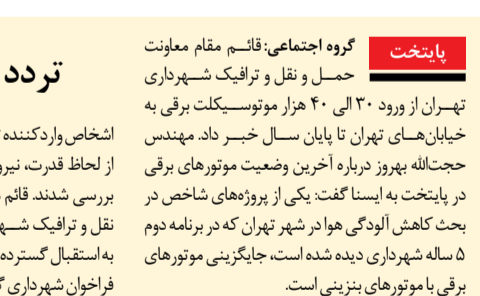 پایتخت
گروه اجتماعی: قائم مقام معاونت
حمل و نقل و ترافیک شهرداری
تهران از ورود ۳۰ الی ۴۰ هزار موتوسیکلت برقی به
خیابان‌های تهران تا پایان سال خبر داد. مهندس
حجت‌الله بهروز درباره آخرین وضعیت موتورهای برقی
در پایتخت به ایسنا گفت: یکی از پروژه‌های شاخص در
بحث کاهش آلودگی هوا در شهر تهران که در برنامه دوم
۵ ساله شهرداری دیده شده است، جایگزینی موتورهای
برقی با موتورهای بنزینی است.
تردد
اشخاص واردکننده
از لحاظ قدرت، نیرو
بررسی شدند. قائم
نقل و ترافیک شه
به استقبال گسترده
فراخوان شهرداری